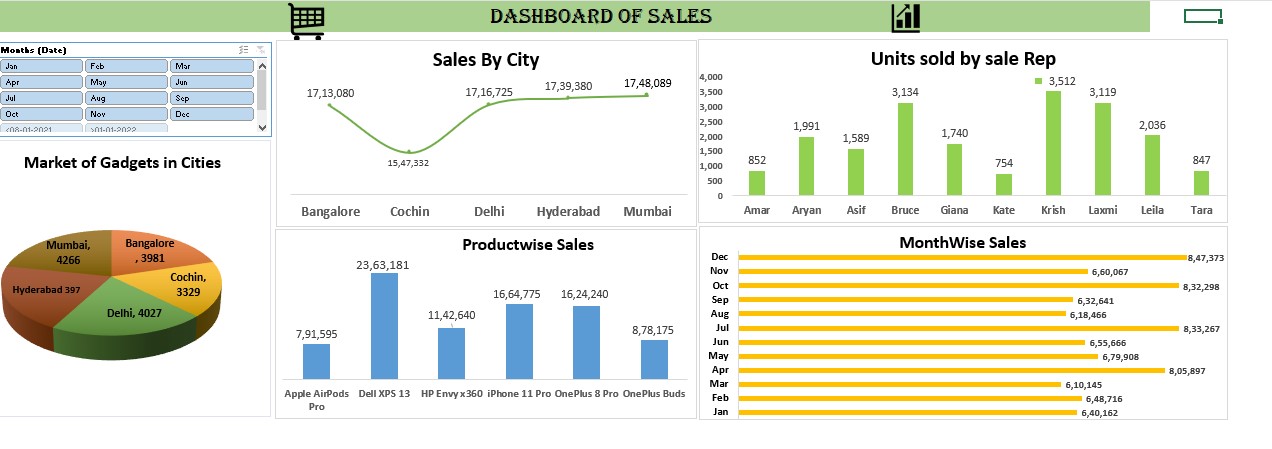 DASHBOARD OF SALES
Months (Date)
Jan Feb Mar
Apr May Jun
Jul Aug Sep
Oct Nov Dec
<08-01-2021 >01-01-2022
Market of Gadgets in Cities
Mumbai, 4266
Bangalore, 3981
Cochin, 3329
Hyderabad 397
Delhi, 4027
Sales By City
17,13,080
15,47,332
17,16,725
17,39,380
17,48,089
Bangalore Cochin Delhi Hyderabad Mumbai
Units sold by sale Rep
4,000
3,500
3,000
2,500
2,000
1,500
1,000
500
0
852 1,991 1,589 3,134 1,740 754 3,512 3,119 2,036 847
Amar Aryan Asif Bruce Giana Kate Krish Laxmi Leila Tara
Productwise Sales
7,91,595 23,63,181 11,42,640 16,64,775 16,24,240 8,78,175
Apple AirPods Pro Dell XPS 13 HP Envy x360 iPhone 11 Pro OnePlus 8 Pro OnePlus Buds
MonthWise Sales
Dec 8,47,373
Nov 6,60,067
Oct 8,32,298
Sep 6,32,641
Aug 6,18,466
Jul 8,33,267
Jun 6,55,666
May 6,79,908
Apr 8,05,897
Mar 6,10,145
Feb 6,48,716
Jan 6,40,162